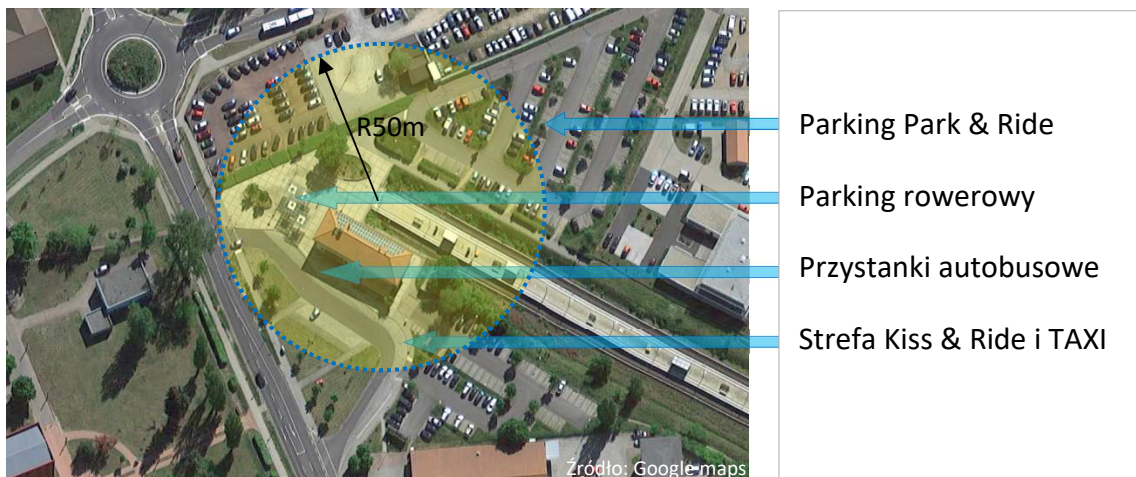 R50m
Parking Park & Ride
Parking rowerowy
Przystanki autobusowe
Strefa Kiss & Ride i TAXI
Źródło: Google maps